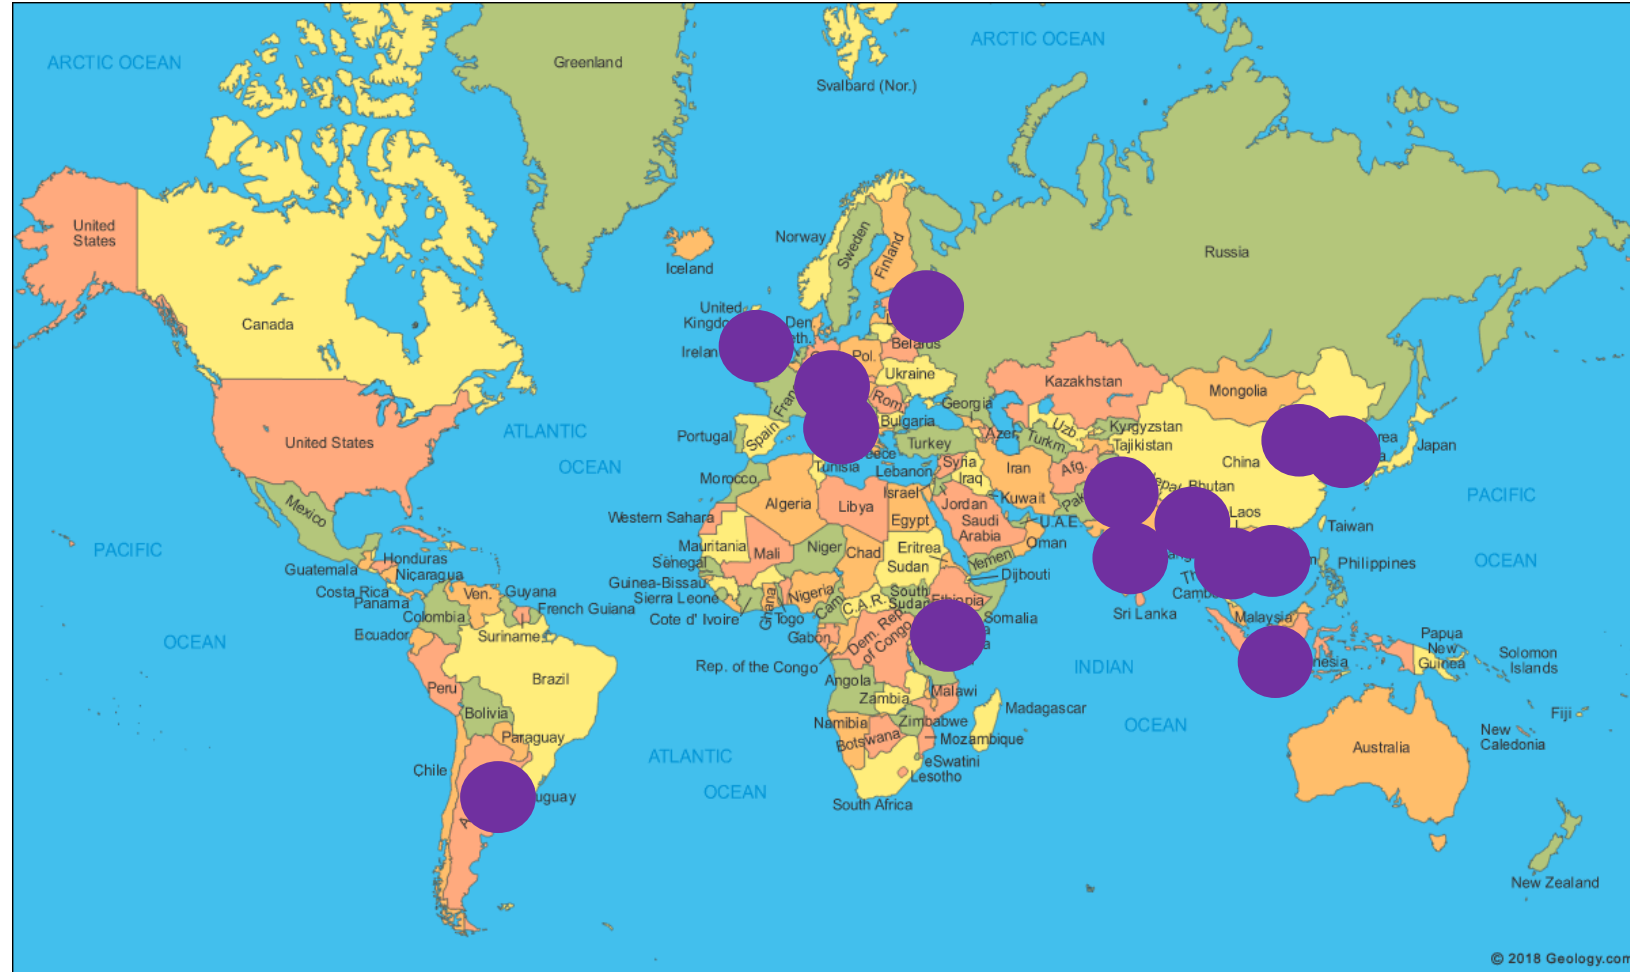 ARCTIC OCEAN
ARCTIC OCEAN
Greenland
Svalbard (Nor.)
United
States
Norway
Sweden
Finland
Russia
Iceland
Canada
United
Den.
Pol.
Belarus
Ukraine
Kazakhstan
Mongolia
Rom.
Georgia
Bulgaria
Uzb.
Kyrgyzstan
Azer.
Turkm.
Tajikistan
United States
ATLANTIC
OCEAN
Portugal
Spain
Turkey
Japan
China
Tunisia
Lebanon
Syria
Iraq
Iran
Afg.
Bhutan
Morocco
Algeria
Libya
Israel
Egypt
Jordan
Kuwait
Saudi
Arabia
U.A.E.
Oman
Laos
Taiwan
PACIFIC
OCEAN
Mexico
Western Sahara
Mauritania
Mali
Niger
Chad
Eritrea
Sudan
Yemen
Djibouti
Philippines
PACIFIC
OCEAN
Honduras
Guatemala
Nicaragua
Costa Rica
Panama
Ven.
Guyana
French Guiana
Colombia
Suriname
Ecuador
Senegal
Guinea-Bissau
Sierra Leone
Cote d' Ivoire
Ghana
Togo
Nigeria
Cam.
C.A.R.
South
Sudan
Ethiopia
Somalia
Sri Lanka
Malaysia
Gabon
Rep. of the Congo
Dem. Rep.
of Congo
INDIAN
OCEAN
Papua
New
Guinea
Solomon
Islands
Peru
Brazil
Bolivia
Paraguay
Chile
Angola
Zambia
Malawi
Namibia
Zimbabwe
Botswana
Mozambique
Madagascar
eSwatini
Lesotho
South Africa
ATLANTIC
OCEAN
Australia
Fiji
New
Caledonia
New Zealand
© 2018 Geology.com